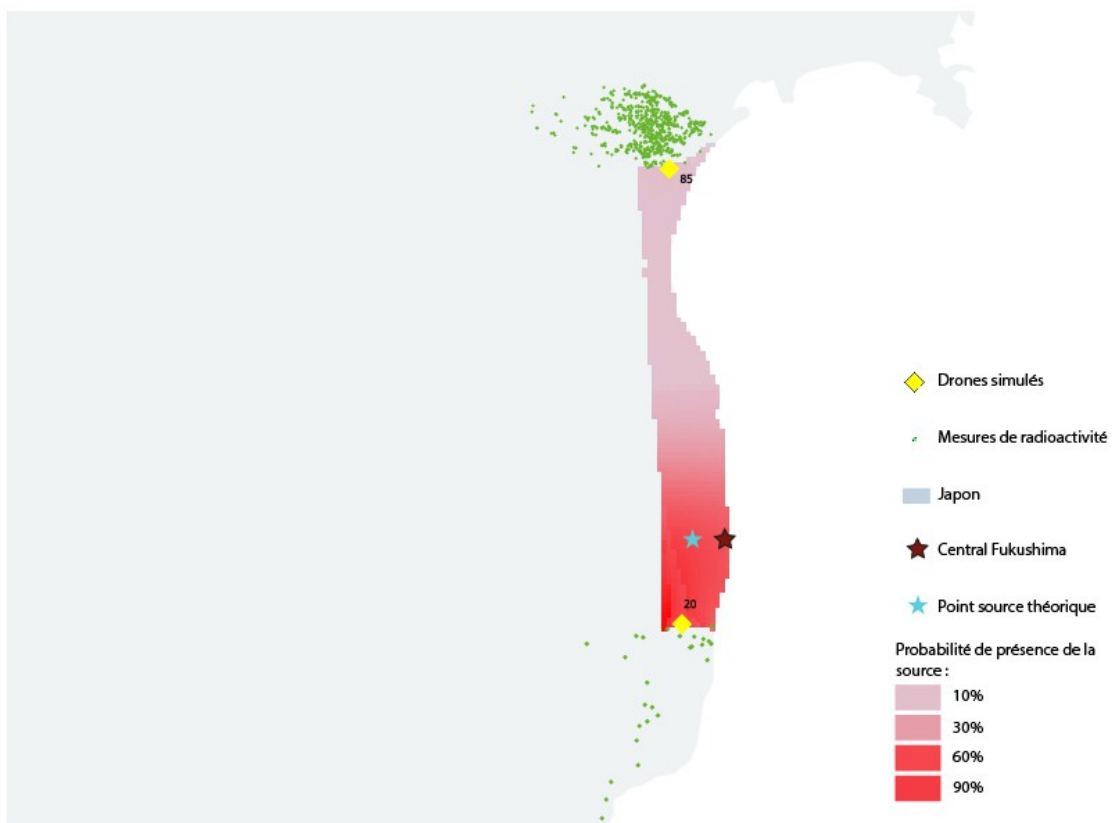 85
20
Drones simulés
Mesures de radioactivité
Japon
Central Fukushima
Point source théorique
Probabilité de présence de la
source :
10%
30%
60%
90%